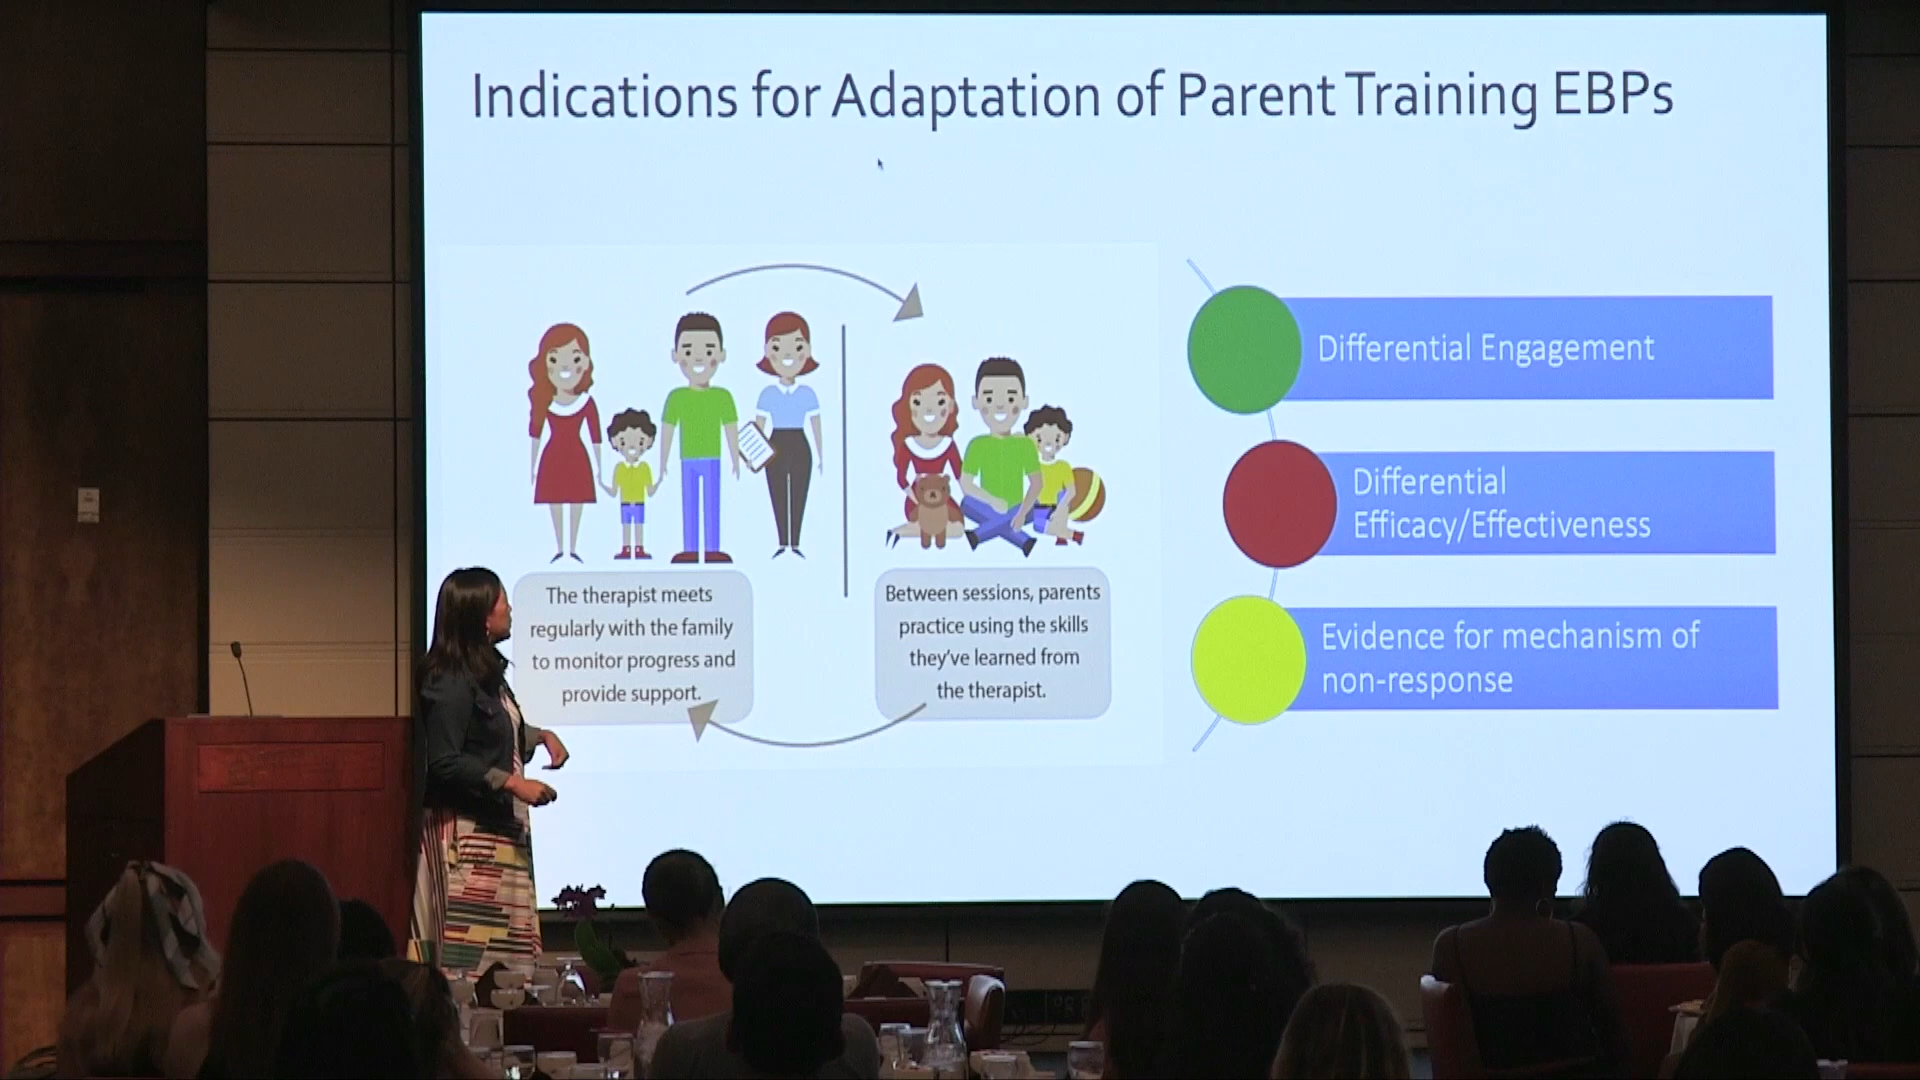 Indications for Adaptation of Parent Training EBPs
The therapist meets
regularly with the family
to monitor progress and
provide support.
Between sessions, parents
practice using the skills
they've learned from
the therapist.
Differential Engagement
Differential
Efficacy/Effectiveness
Evidence for mechanism of
non-response